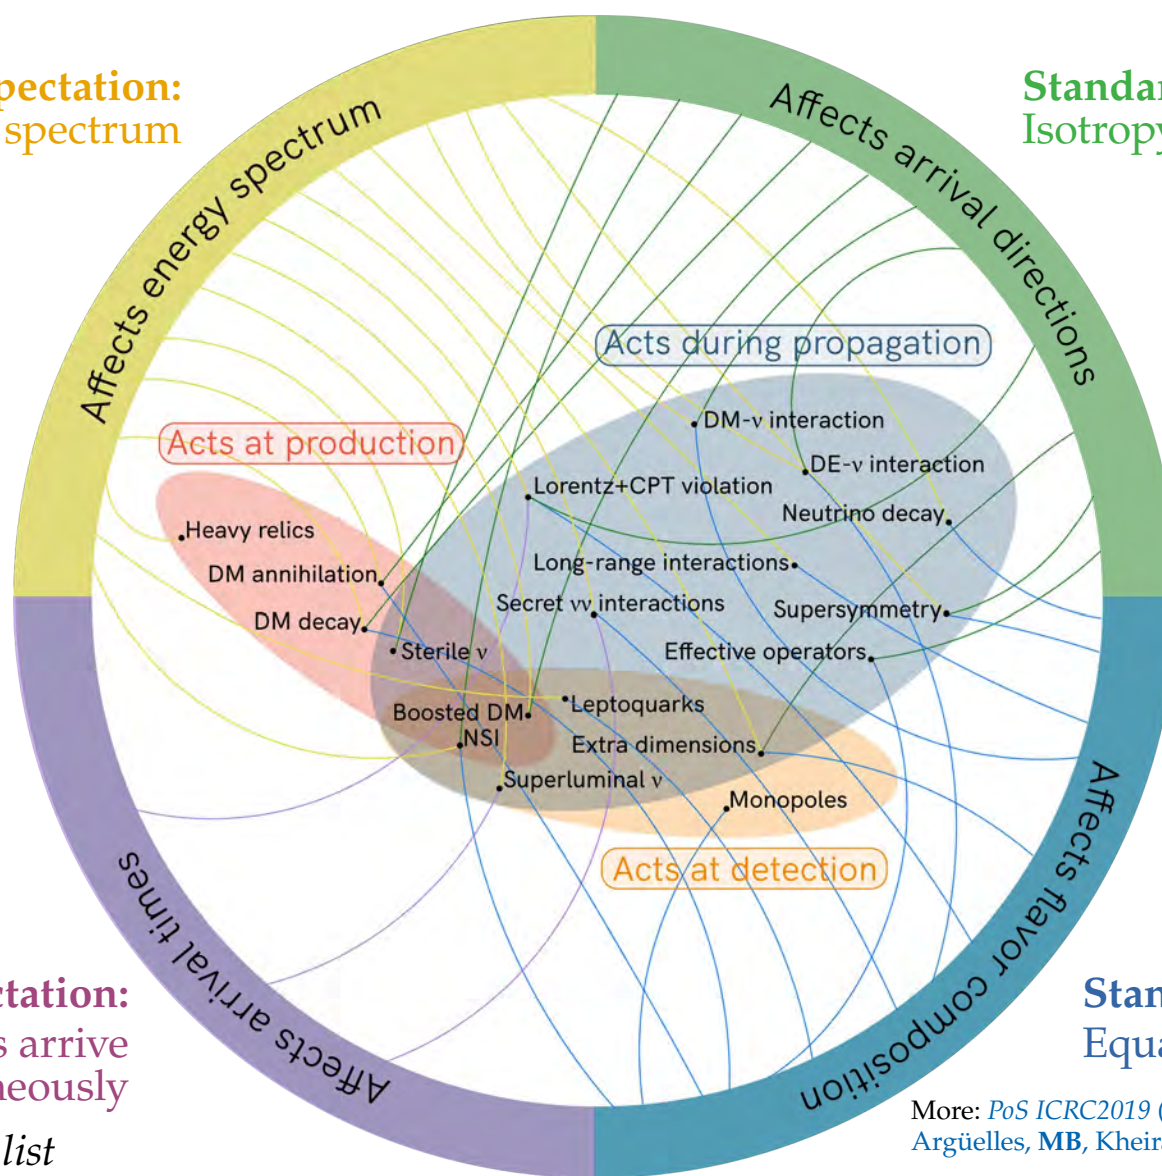 pectation:
spectrum
Standar
Isotropy
Affects energy spectrum
Affects arrival directions
Acts during propagation
Acts at production
DM-ν interaction
DE-ν interaction
Lorentz+CPT violation
Neutrino decay
Heavy relics
Long-range interactions
DM annihilation
Secret νν interactions
Supersymmetry
DM decay
Sterile ν
Effective operators
Leptoquarks
Boosted DM
NSI
Extra dimensions
Superluminal ν
Monopoles
Acts at detection
Affects arrival times
Affects flavor composition
ctation:
s arrive
neously
list
Stan
Equa
More: PoS ICRC2019 (
Argüelles, MB, Kheira